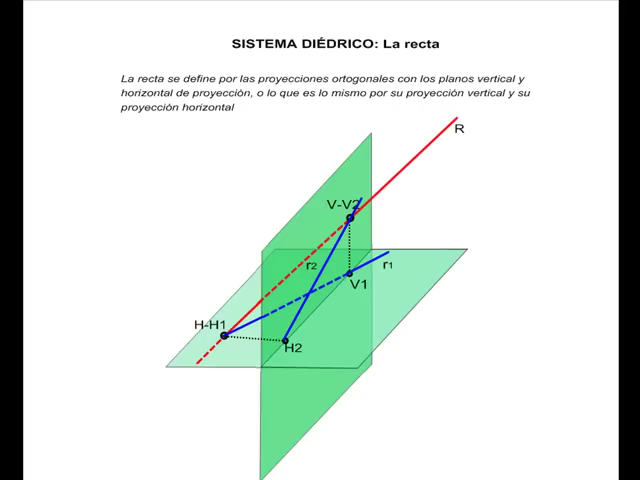 SISTEMA DIÉDRICO: La recta
La recta se define por las proyecciones ortogonales con los planos vertical y
horizontal de proyección, o lo que es lo mismo por su proyección vertical y su
proyección horizontal
R
V-V2
r2
r1
V1
H-H1
H2